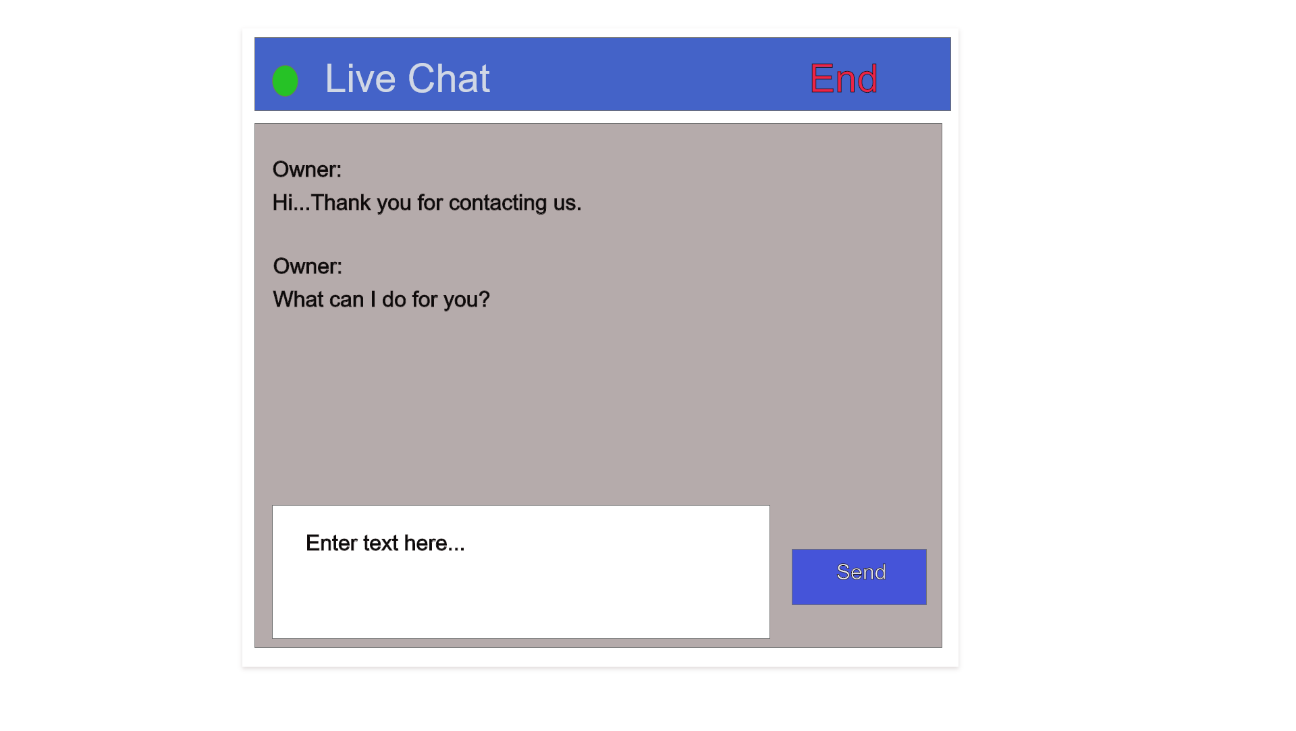 Live Chat
End
Owner:
Hi...Thank you for contacting us.
Owner:
What can I do for you?
Enter text here...
Send